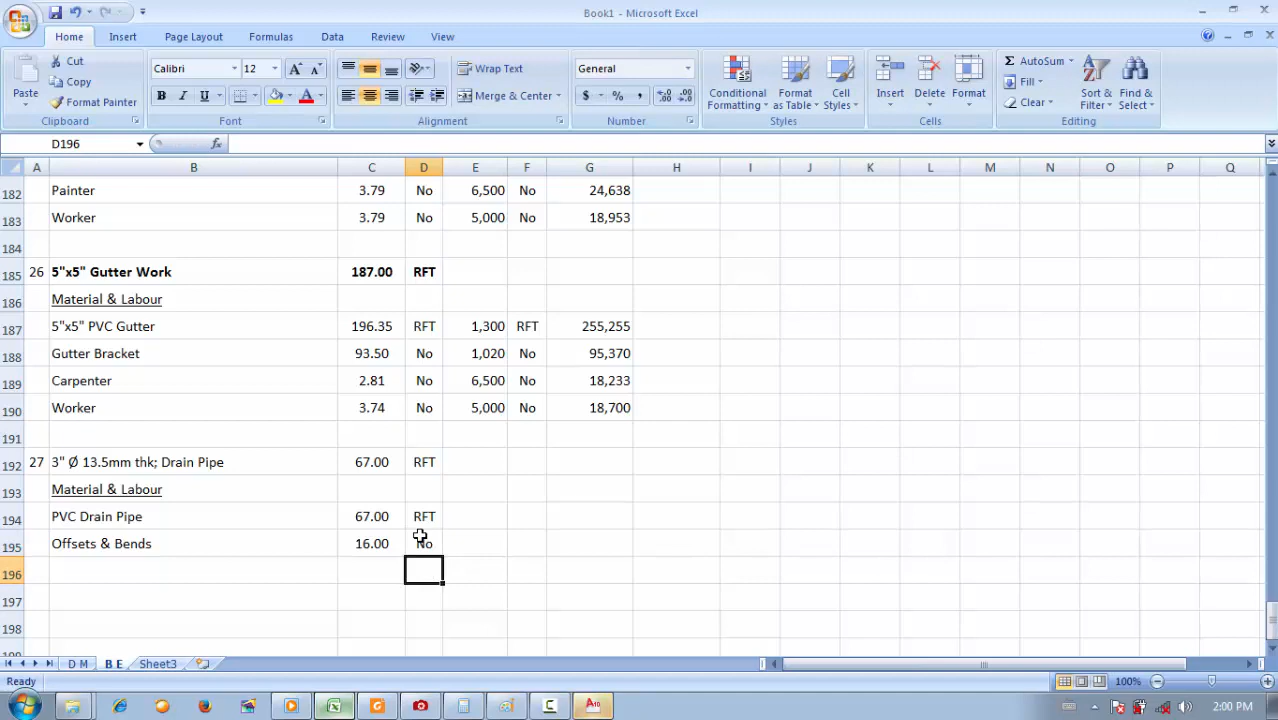 Book1 - Microsoft Excel
Home Insert Page Layout Formulas Data Review View
Paste Cut Copy Format Painter Clipboard
Calibri 12 A A B I U A Font
Wrap Text Merge & Center Alignment
General $ % , Number
Conditional Formatting Format as Table Cell Styles Styles
Insert Delete Format Cells
Σ AutoSum Fill Clear Sort & Filter Find & Select Editing
D196 fx
A B C D E F G H I J K L M N O P Q
182 Painter 3.79 No 6,500 No 24,638
183 Worker 3.79 No 5,000 No 18,953
184
185 26 5"x5" Gutter Work 187.00 RFT
186 Material & Labour
187 5"x5" PVC Gutter 196.35 RFT 1,300 RFT 255,255
188 Gutter Bracket 93.50 No 1,020 No 95,370
189 Carpenter 2.81 No 6,500 No 18,233
190 Worker 3.74 No 5,000 No 18,700
191
192 27 3" Ø 13.5mm thk; Drain Pipe 67.00 RFT
193 Material & Labour
194 PVC Drain Pipe 67.00 RFT
195 Offsets & Bends 16.00 No
196
197
198
D M B E Sheet3
Ready 100%
2:00 PM